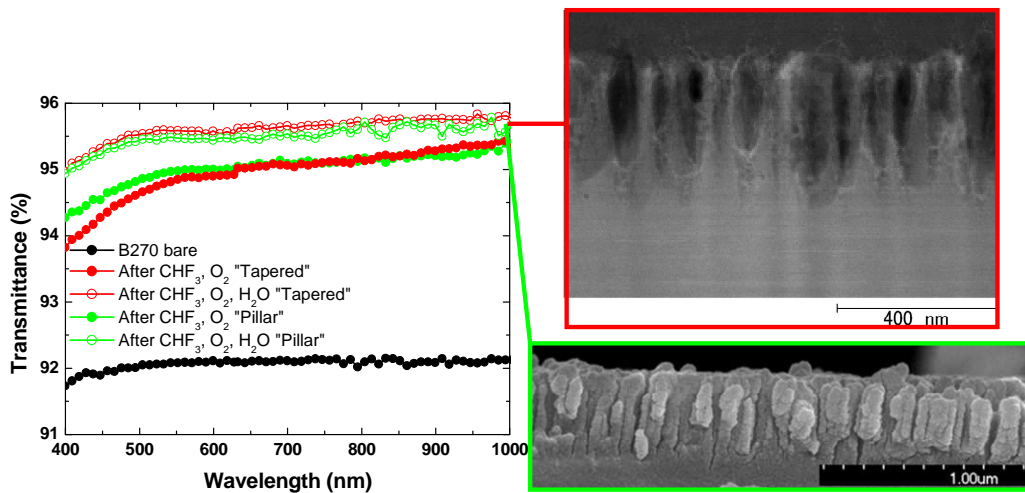 96
95
94
93
92
91
Transmittance (%)
B270 bare
After CHF₃, O₂ "Tapered"
After CHF₃, O₂, H₂O "Tapered"
After CHF₃, O₂ "Pillar"
After CHF₃, O₂, H₂O "Pillar"
400 500 600 700 800 900 1000
Wavelength (nm)
400 nm
1.00um